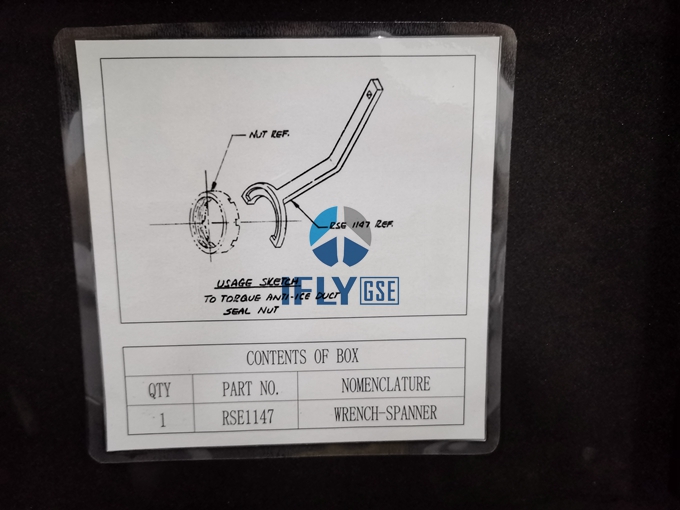 NUT REF.
RSE 1147 REF.
USAGE SKETCH
TO TORQUE ANTI-ICE DUCT
SEAL NUT
IFLY GSE
CONTENTS OF BOX
QTY PART NO. NOMENCLATURE
1 RSE1147 WRENCH-SPANNER